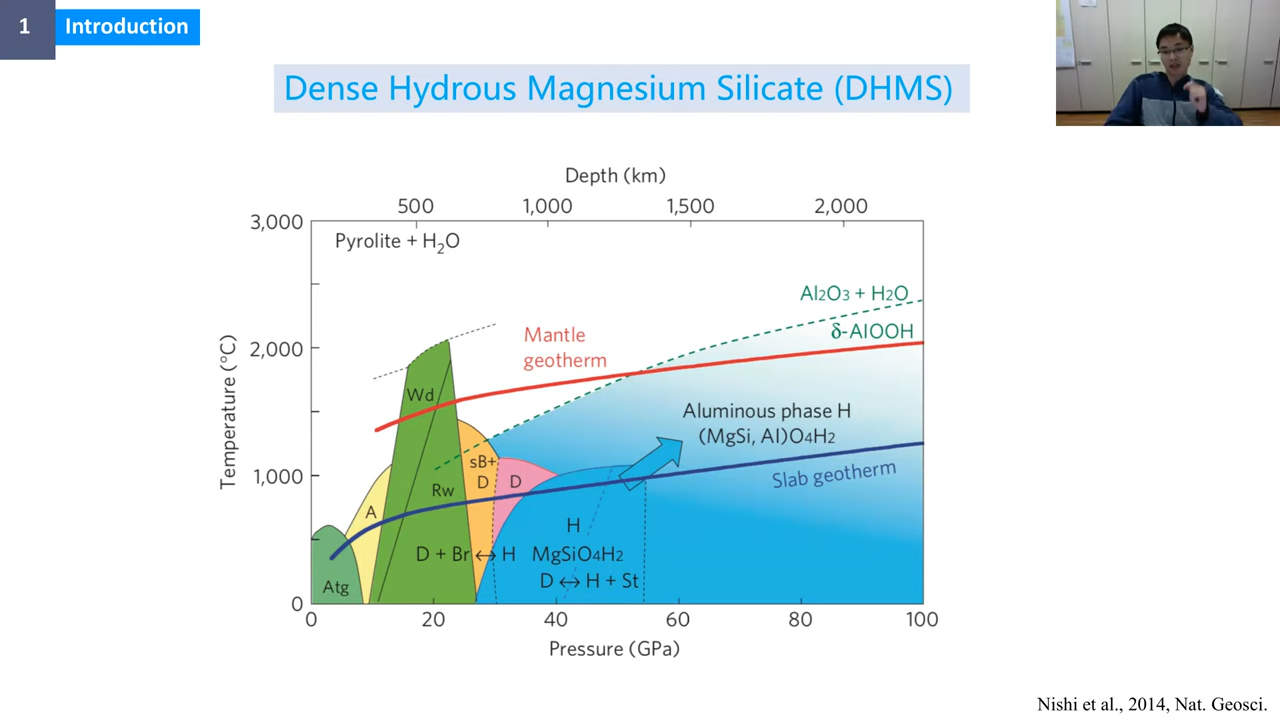 1
Introduction
Dense Hydrous Magnesium Silicate (DHMS)
Depth (km)
500
1,000
1,500
2,000
3,000
2,000
1,000
0
Temperature (°C)
Pyrolite + H₂O
Al₂O₃ + H₂O
δ-AlOOH
Mantle
geotherm
Wd
Aluminous phase H
(MgSi, Al)O₄H₂
sB+
D
D
Slab geotherm
Rw
A
H
D + Br ↔ H
MgSiO₄H₂
D ↔ H + St
Atg
0
20
40
60
80
100
Pressure (GPa)
Nishi et al., 2014, Nat. Geosci.